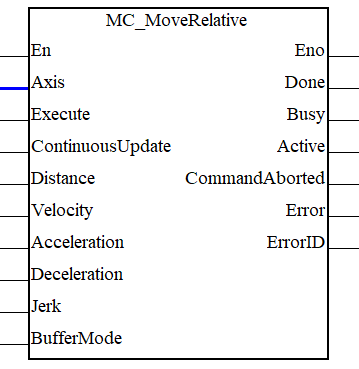 MC_MoveRelative
En Eno
Axis Done
Execute Busy
ContinuousUpdate Active
Distance CommandAborted
Velocity Error
Acceleration ErrorID
Deceleration
Jerk
BufferMode